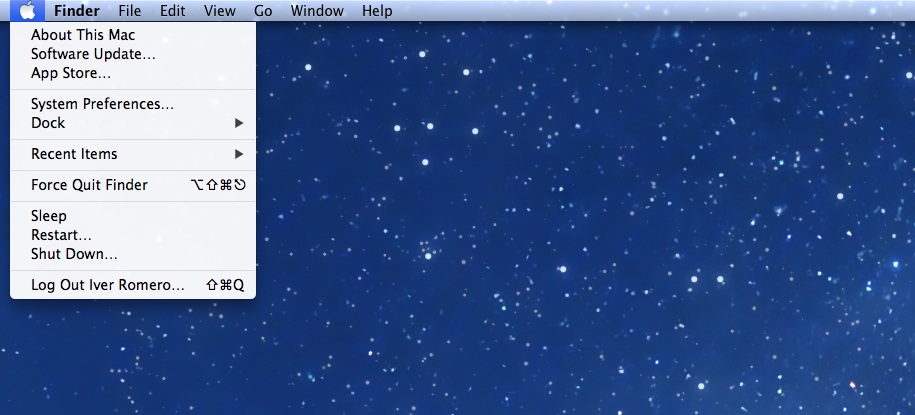 Finder File Edit View Go Window Help
About This Mac
Software Update…
App Store…
System Preferences…
Dock ▶
Recent Items ▶
Force Quit Finder ⌥⇧⌘⎋
Sleep
Restart…
Shut Down…
Log Out Iver Romero… ⇧⌘Q